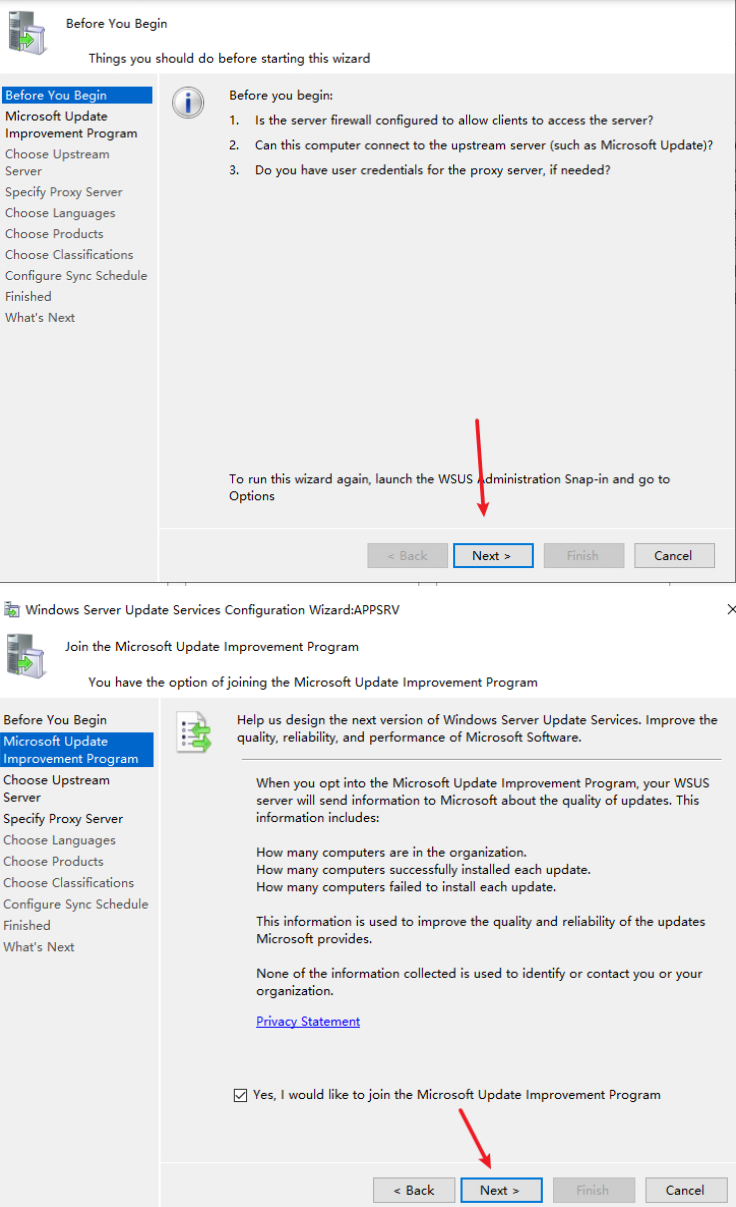 Before You Begin
Things you should do before starting this wizard
Before You Begin
Microsoft Update
Improvement Program
Choose Upstream
Server
Specify Proxy Server
Choose Languages
Choose Products
Choose Classifications
Configure Sync Schedule
Finished
What's Next
Before you begin:
1. Is the server firewall configured to allow clients to access the server?
2. Can this computer connect to the upstream server (such as Microsoft Update)?
3. Do you have user credentials for the proxy server, if needed?
To run this wizard again, launch the WSUS Administration Snap-in and go to
Options
< Back Next > Finish Cancel
Windows Server Update Services Configuration Wizard:APPSRV
Join the Microsoft Update Improvement Program
You have the option of joining the Microsoft Update Improvement Program
Before You Begin
Microsoft Update
Improvement Program
Choose Upstream
Server
Specify Proxy Server
Choose Languages
Choose Products
Choose Classifications
Configure Sync Schedule
Finished
What's Next
Help us design the next version of Windows Server Update Services. Improve the
quality, reliability, and performance of Microsoft Software.
When you opt into the Microsoft Update Improvement Program, your WSUS
server will send information to Microsoft about the quality of updates. This
information includes:
How many computers are in the organization.
How many computers successfully installed each update.
How many computers failed to install each update.
This information is used to improve the quality and reliability of the updates
Microsoft provides.
None of the information collected is used to identify or contact you or your
organization.
Privacy Statement
Yes, I would like to join the Microsoft Update Improvement Program
< Back Next > Finish Cancel